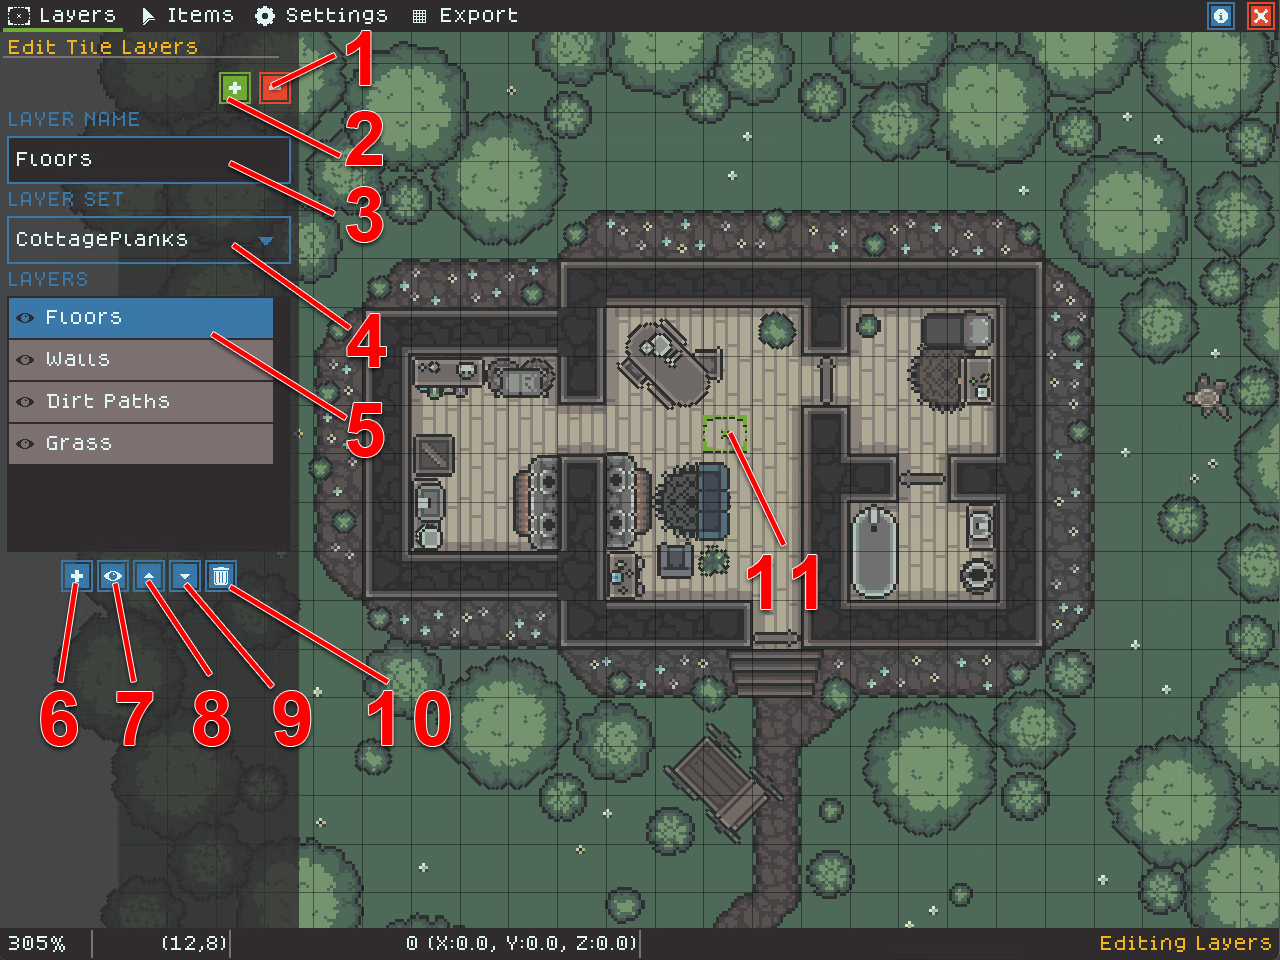 Layers Items Settings Export
Edit Tile Layers
1
2
LAYER NAME
Floors
3
LAYER SET
CottagePlanks
4
LAYERS
Floors
Walls
Dirt Paths
5
Grass
11
6 7 8 9 10
305% (12,8) 0 (X:0.0, Y:0.0, Z:0.0) Editing Layers